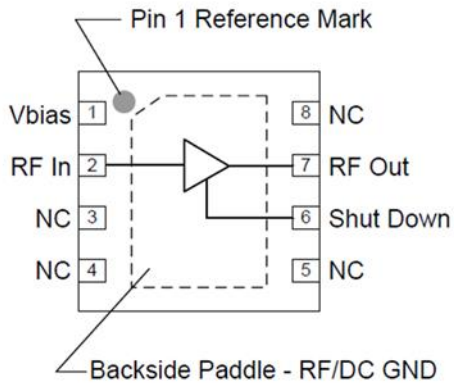 Pin 1 Reference Mark
Vbias 1 8 NC
RF In 2 7 RF Out
NC 3 6 Shut Down
NC 4 5 NC
Backside Paddle - RF/DC GND